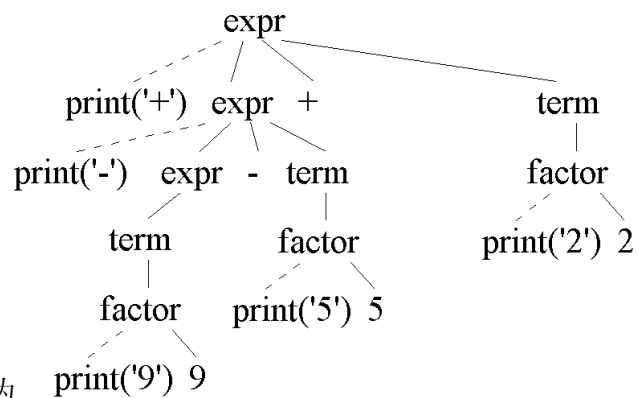 expr
print('+') expr + term
print('-') expr - term factor
term factor print('2') 2
factor print('5') 5
print('9') 9